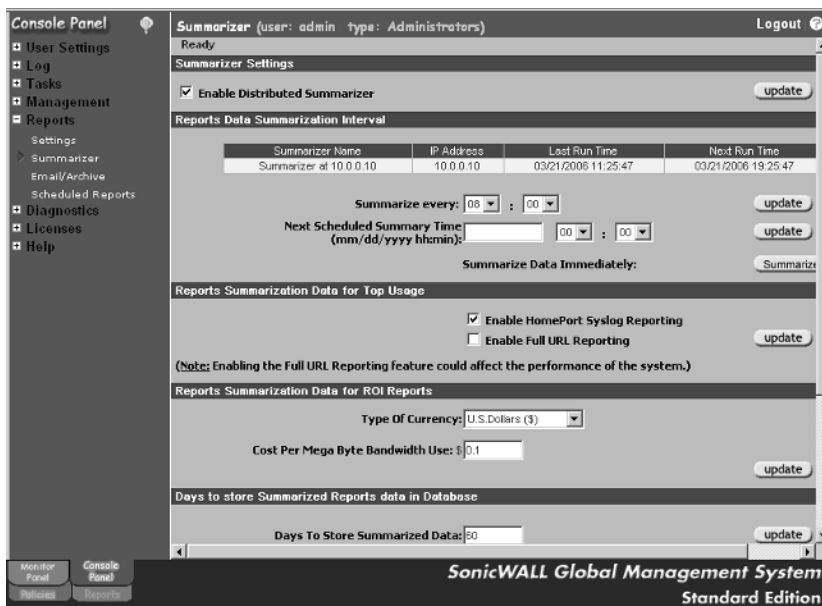 Console Panel
User Settings
Log
Tasks
Management
Reports
Settings
Summarizer
Email/Archive
Scheduled Reports
Diagnostics
Licenses
Help
Summarizer (user: admin type: Administrators)
Logout
Ready
Summarizer Settings
Enable Distributed Summarizer
update
Reports Data Summarization Interval
Summarizer Name IP Address Last Run Time Next Run Time
Summarizer at 10.0.0.10 10.0.0.10 03/21/2006 11:25:47 03/21/2006 19:25:47
Summarize every: 08 : 00 update
Next Scheduled Summary Time
(mm/dd/yyyy hh:min): 00 : 00 update
Summarize Data Immediately: Summarize
Reports Summarization Data for Top Usage
Enable HomePort Syslog Reporting
Enable Full URL Reporting update
(Note: Enabling the Full URL Reporting feature could affect the performance of the system.)
Reports Summarization Data for ROI Reports
Type Of Currency: U.S.Dollars ($)
Cost Per Mega Byte Bandwidth Use: $ 0.1
update
Days to store Summarized Reports data in Database
Days To Store Summarized Data: 60 update
Monitor Panel
Console Panel
Policies
Reports
SonicWALL Global Management System
Standard Edition